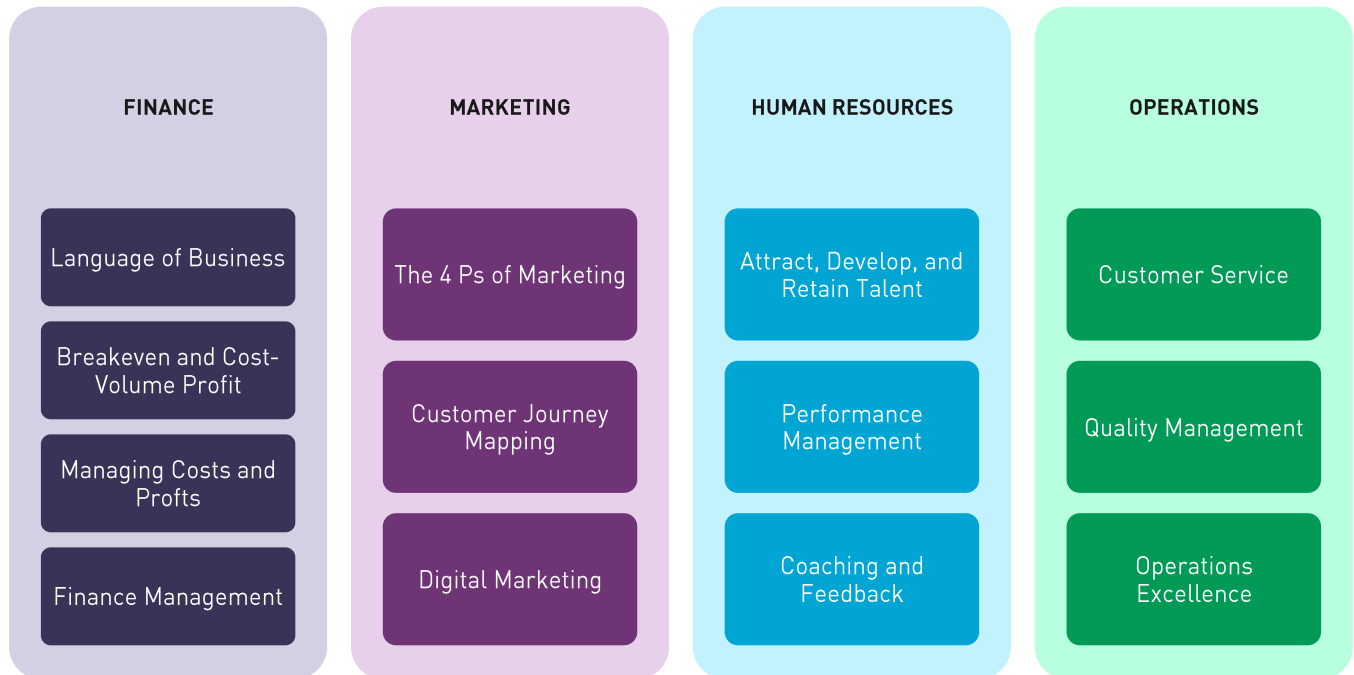 FINANCE
Language of Business
Breakeven and Cost-
Volume Profit
Managing Costs and
Profts
Finance Management
MARKETING
The 4 Ps of Marketing
Customer Journey
Mapping
Digital Marketing
HUMAN RESOURCES
Attract, Develop, and
Retain Talent
Performance
Management
Coaching and
Feedback
OPERATIONS
Customer Service
Quality Management
Operations
Excellence